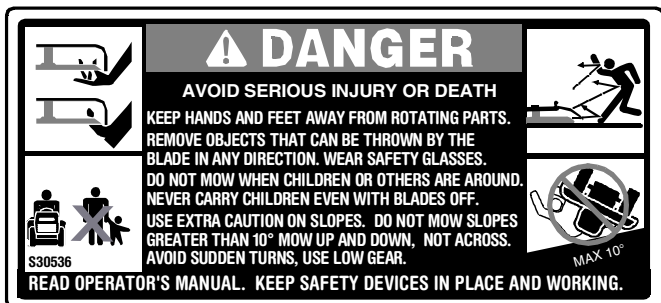 DANGER
AVOID SERIOUS INJURY OR DEATH
KEEP HANDS AND FEET AWAY FROM ROTATING PARTS.
REMOVE OBJECTS THAT CAN BE THROWN BY THE
BLADE IN ANY DIRECTION. WEAR SAFETY GLASSES.
DO NOT MOW WHEN CHILDREN OR OTHERS ARE AROUND.
NEVER CARRY CHILDREN EVEN WITH BLADES OFF.
USE EXTRA CAUTION ON SLOPES. DO NOT MOW SLOPES
GREATER THAN 10° MOW UP AND DOWN, NOT ACROSS.
AVOID SUDDEN TURNS, USE LOW GEAR.
S30536
MAX 10°
READ OPERATOR'S MANUAL. KEEP SAFETY DEVICES IN PLACE AND WORKING.